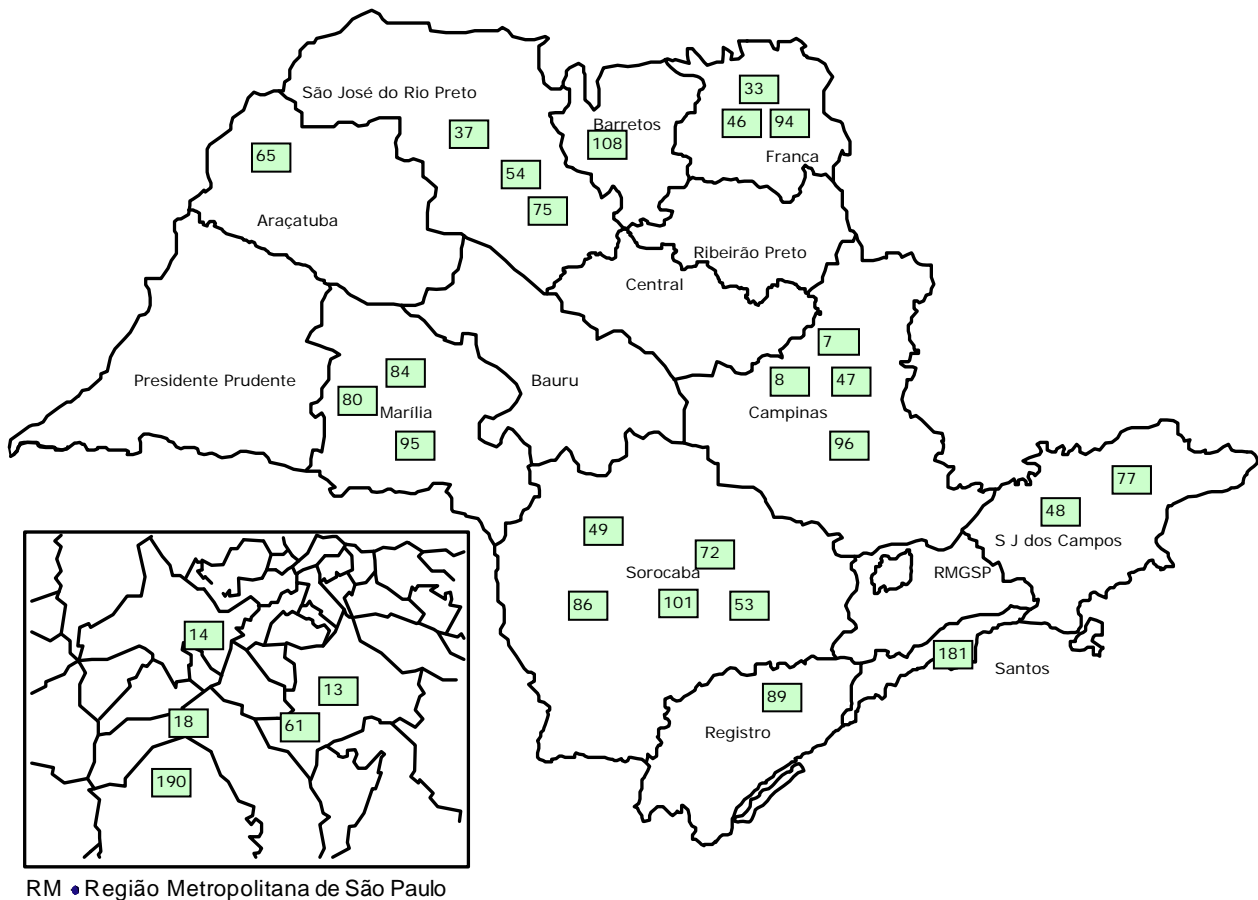 São José do Rio Preto
33
Barretos
46
94
37
108
65
Franca
54
75
Araçatuba
Ribeirão Preto
Central
7
84
Presidente Prudente
Bauru
8
47
80
Marília
Campinas
95
96
77
49
48
72
S J dos Campos
Sorocaba
RMGSP
86
101
53
14
181
Santos
13
89
18
61
Registro
190
RM • Região Metropolitana de São Paulo